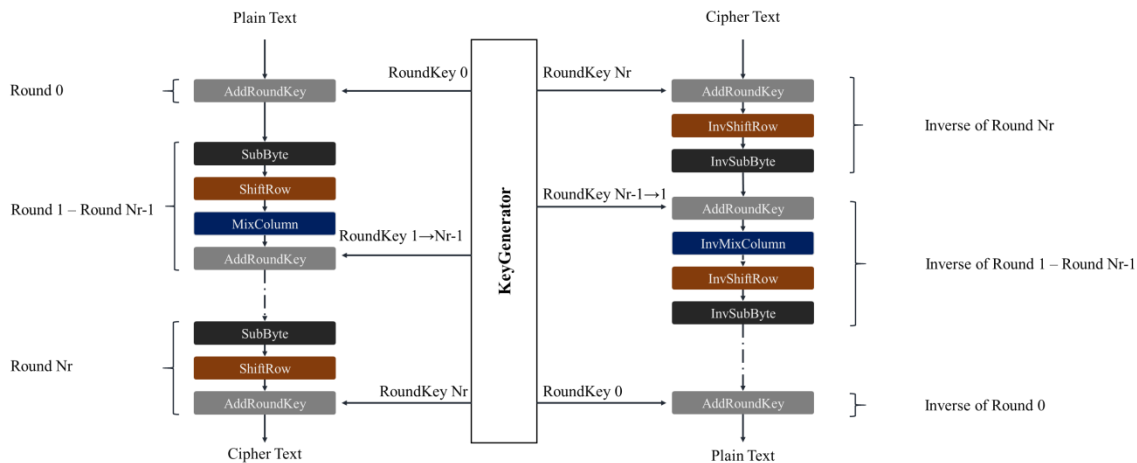 Plain Text
Round 0
AddRoundKey
RoundKey 0
SubByte
ShiftRow
MixColumn
AddRoundKey
Round 1 – Round Nr-1
RoundKey 1→Nr-1
SubByte
ShiftRow
AddRoundKey
Round Nr
RoundKey Nr
Cipher Text
KeyGenerator
Cipher Text
RoundKey Nr
AddRoundKey
InvShiftRow
InvSubByte
Inverse of Round Nr
RoundKey Nr-1→1
AddRoundKey
InvMixColumn
InvShiftRow
InvSubByte
Inverse of Round 1 – Round Nr-1
RoundKey 0
AddRoundKey
Inverse of Round 0
Plain Text